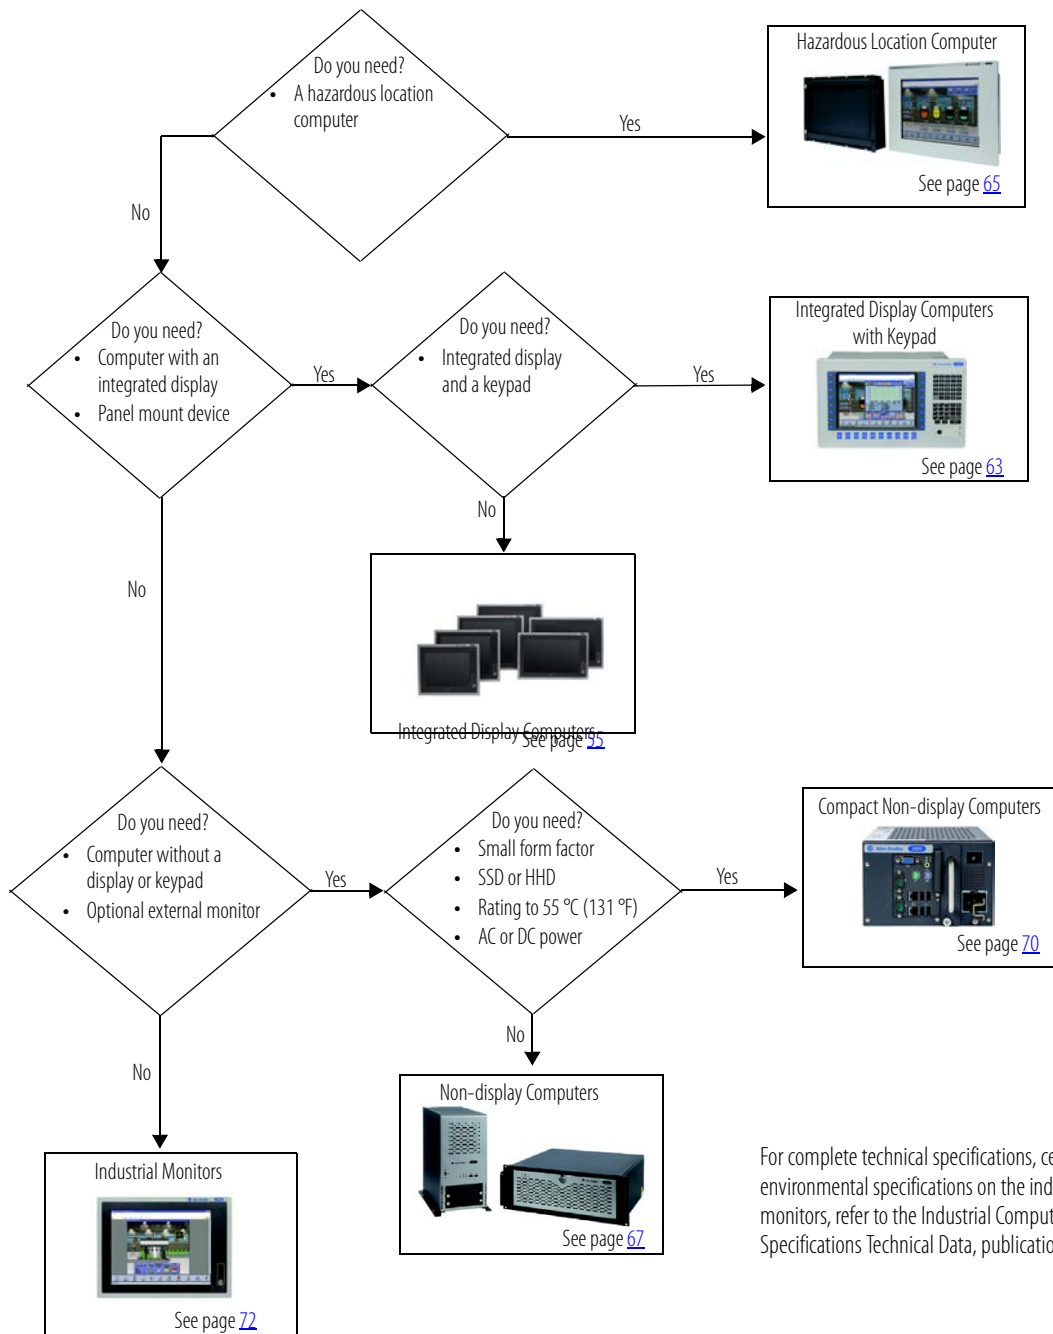 Do you need?
• A hazardous location
computer
Yes
No
Hazardous Location Computer
See page 65
Do you need?
• Computer with an
integrated display
• Panel mount device
Yes
No
Do you need?
• Integrated display
and a keypad
Yes
No
Integrated Display Computers
with Keypad
See page 63
Integrated Display Computers
See page 55
Do you need?
• Computer without a
display or keypad
• Optional external monitor
Yes
No
Do you need?
• Small form factor
• SSD or HHD
• Rating to 55 °C (131 °F)
• AC or DC power
Yes
No
Compact Non-display Computers
See page 70
Non-display Computers
See page 67
Industrial Monitors
See page 72
For complete technical specifications, ce
environmental specifications on the ind
monitors, refer to the Industrial Comput
Specifications Technical Data, publicatio